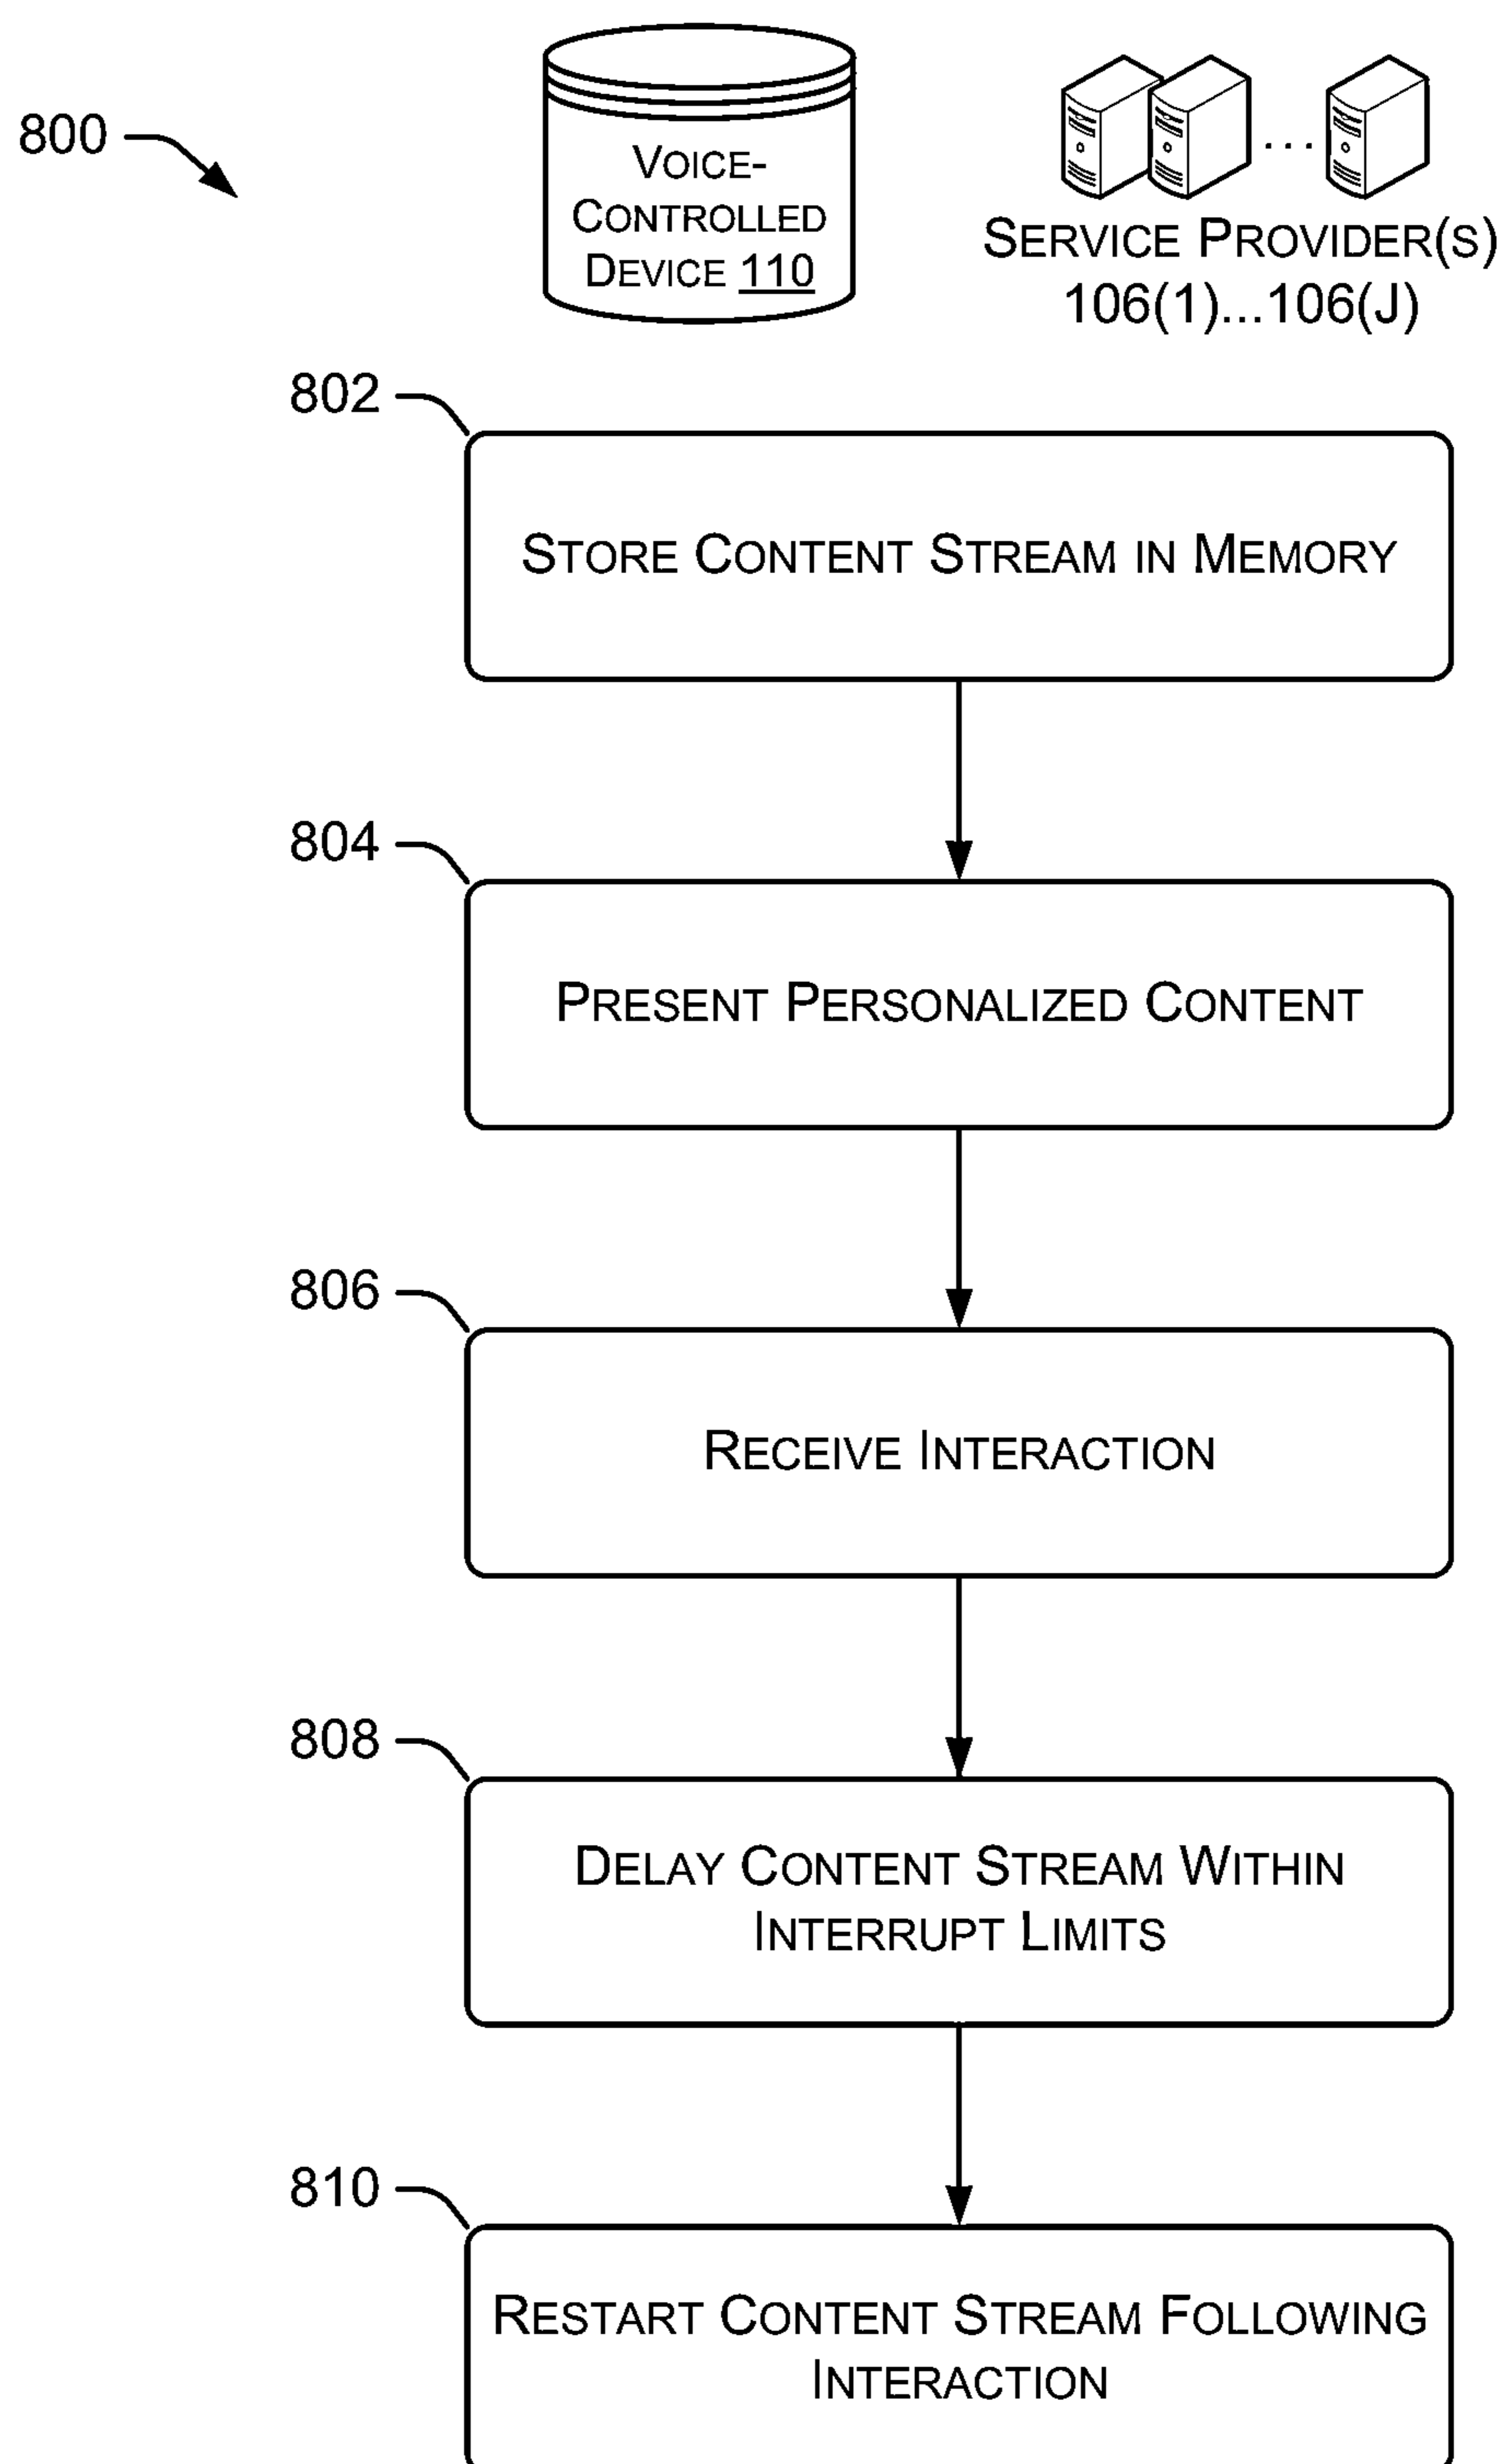 800
VOICE-
CONTROLLED
DEVICE 110
...
SERVICE PROVIDER(S)
106(1)...106(J)
802
STORE CONTENT STREAM IN MEMORY
804
PRESENT PERSONALIZED CONTENT
806
RECEIVE INTERACTION
808
DELAY CONTENT STREAM WITHIN
INTERRUPT LIMITS
810
RESTART CONTENT STREAM FOLLOWING
INTERACTION